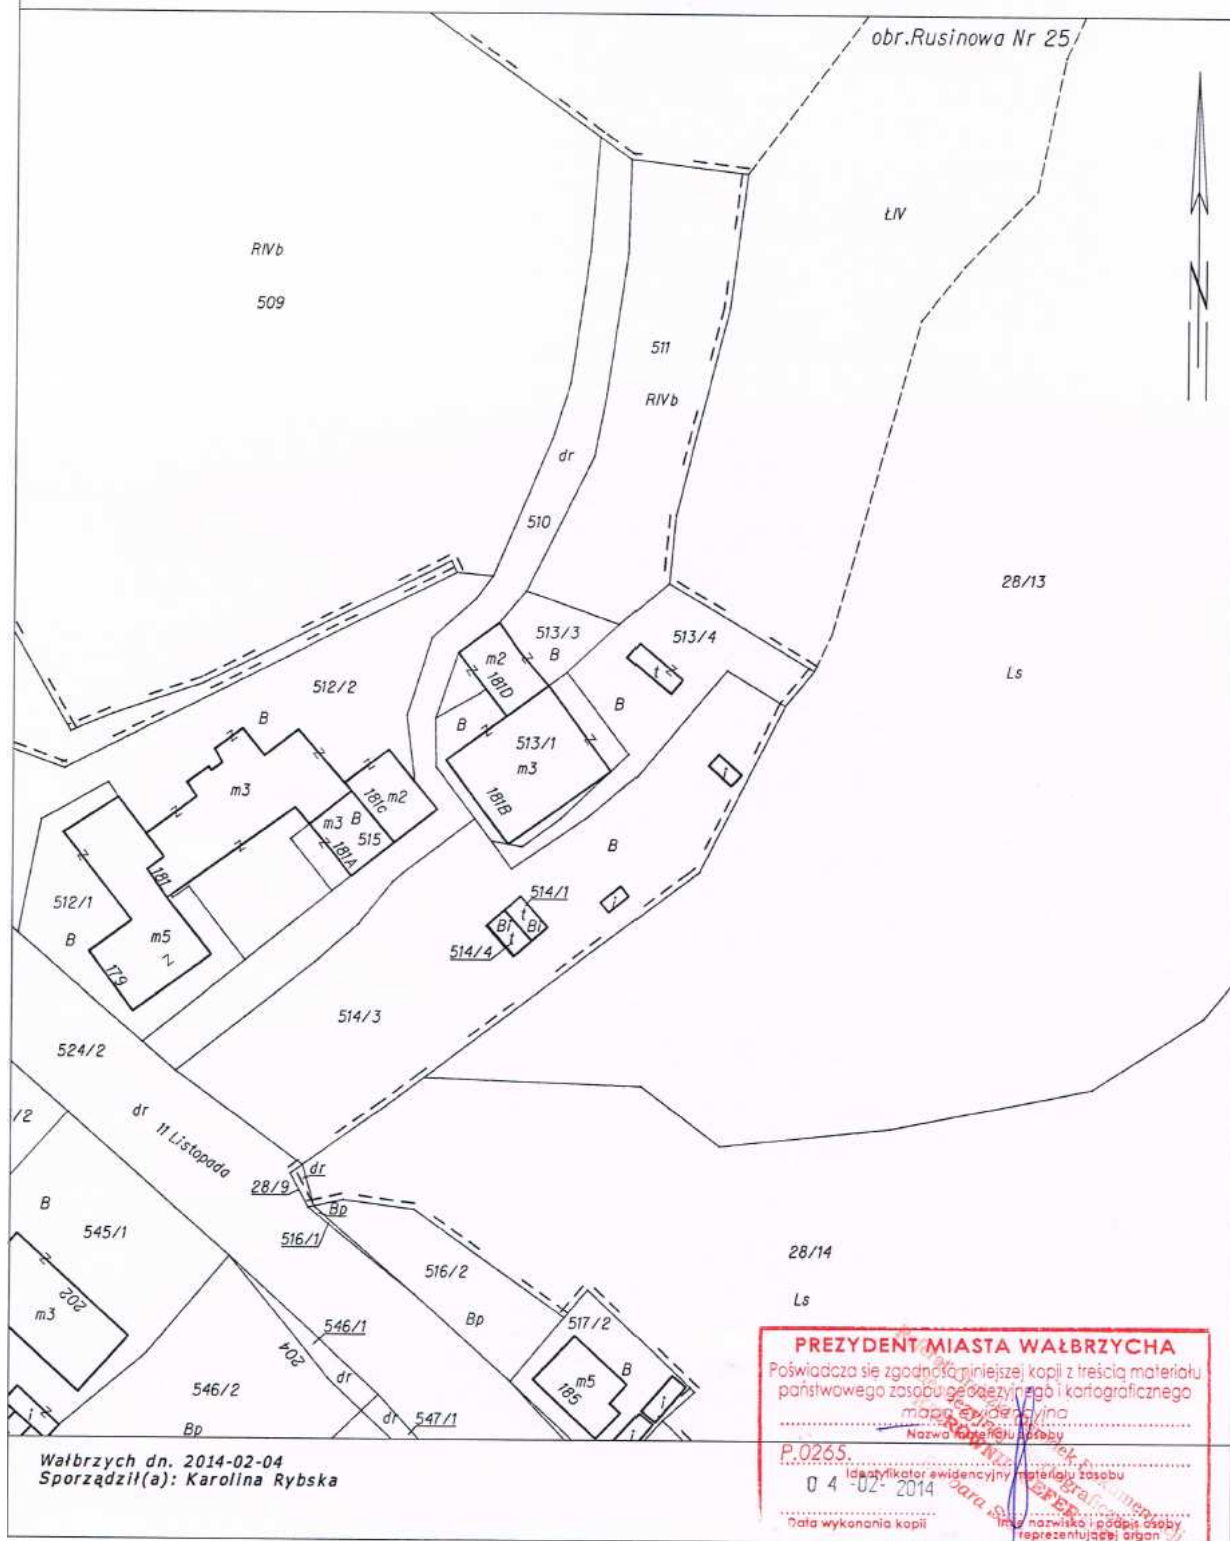 obr.Rusinowa Nr 25
ŁIV
RIVb
509
511
RIVb
dr
510
28/13
Ls
513/3
B
513/4
t
m2
181D
B
512/2
B
B
513/1
m3
181B
i
m3
m2
181c
m3 B
515
181A
B
181
512/1
B
m5
179
514/1
t
Bi
Bi
t
514/4
i
514/3
524/2
dr
11 Listopada
/2
dr
28/9
Bp
516/1
B
545/1
28/14
516/2
Ls
Bp
202
m3
517/2
B
546/1
204
m5
185
dr
546/2
i
i
i
dr
547/1
Bp
PREZYDENT MIASTA WAŁBRZYCHA
Poświadcza się zgodność niniejszej kopii z treścią materiału
państwowego zasobu geodezyjnego i kartograficznego
mapa ewidencyjna
Nazwa materiału zasobu
P.0265.
Identyfikator ewidencyjny materiału zasobu
04 -02- 2014
Data wykonania kopii
Imię nazwisko i podpis osoby
reprezentującej organ
Wałbrzych dn. 2014-02-04
Sporządził(a): Karolina Rybska